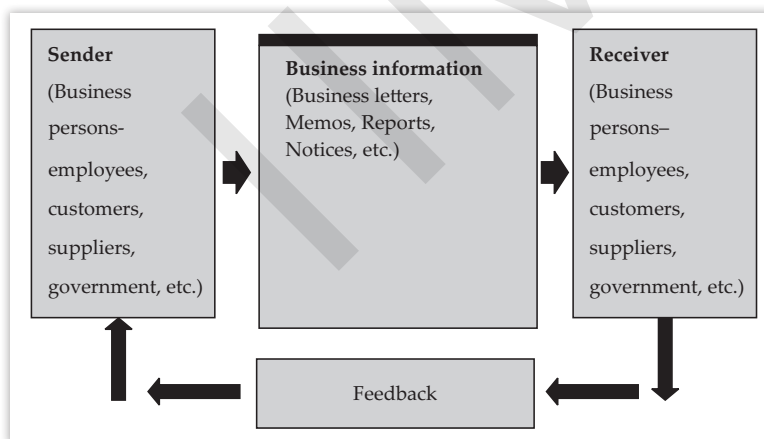 Sender
(Business
persons-
employees,
customers,
suppliers,
government, etc.)
Business information
(Business letters,
Memos, Reports,
Notices, etc.)
Receiver
(Business
persons–
employees,
customers,
suppliers,
government, etc.)
Feedback